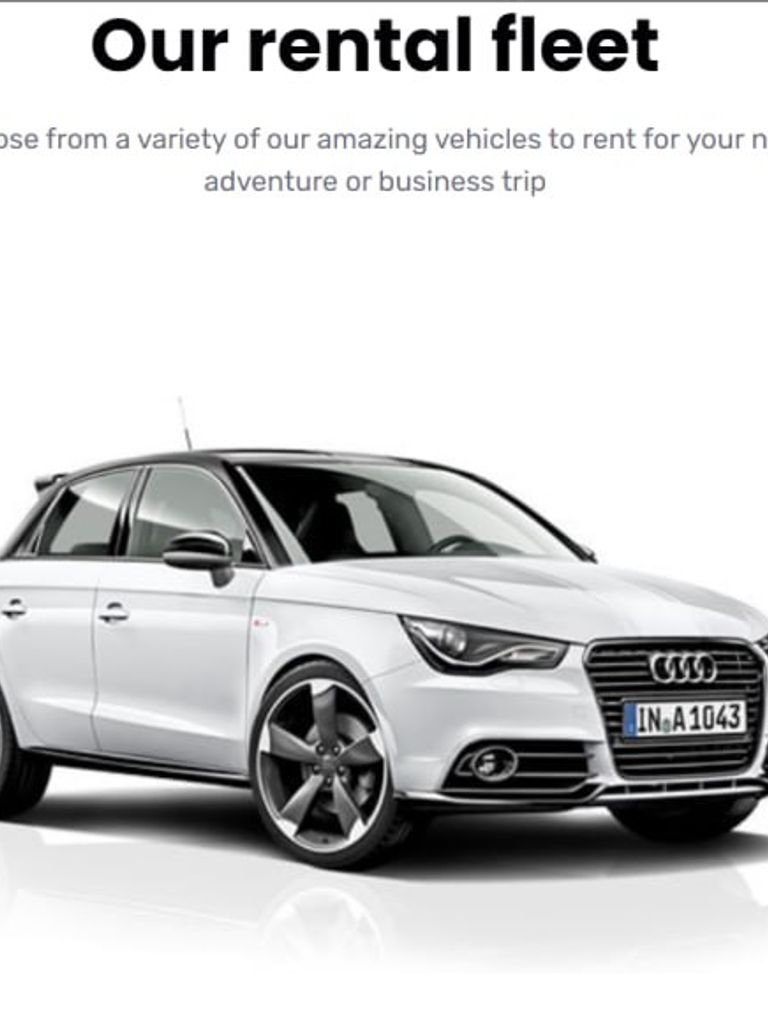 Our rental fleet
ose from a variety of our amazing vehicles to rent for your n
adventure or business trip
IN A 1043